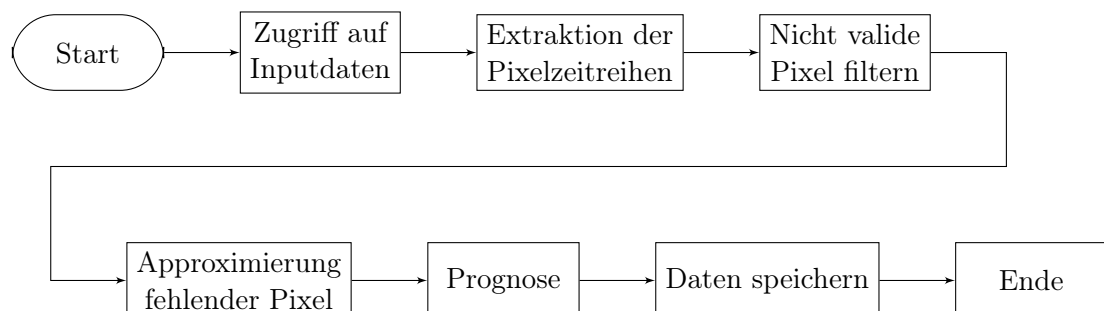 Start
Zugriff auf
Inputdaten
Extraktion der
Pixelzeitreihen
Nicht valide
Pixel filtern
Approximierung
fehlender Pixel
Prognose
Daten speichern
Ende